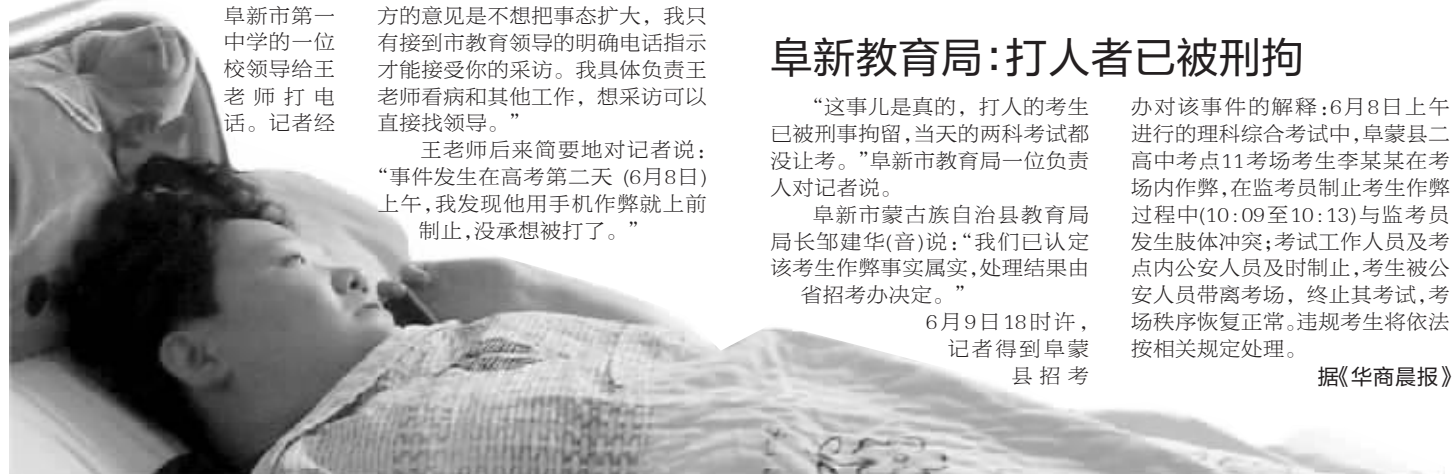 阜新市第一
中学的一位
校领导给王
老师打电
话。记者经
方的意见是不想把事态扩大，我只
有接到市教育领导的明确电话指示
才能接受你的采访。我具体负责王
老师看病和其他工作，想采访可以
直接找领导。”
王老师后来简要地对记者说：
“事件发生在高考第二天 (6月8日)
上午，我发现他用手机作弊就上前
制止，没承想被打了。”
阜新教育局：打人者已被刑拘
“这事儿是真的，打人的考生
已被刑事拘留，当天的两科考试都
没让考。”阜新市教育局一位负责
人对记者说。
阜新市蒙古族自治县教育局
局长邹建华(音)说：“我们已认定
该考生作弊事实属实，处理结果由
省招考办决定。”
6月9日18时许，
记者得到阜蒙
县招考
办对该事件的解释：6月8日上午
进行的理科综合考试中，阜蒙县二
高中考点11考场考生李某某在考
场内作弊，在监考员制止考生作弊
过程中(10:09至10:13)与监考员
发生肢体冲突；考试工作人员及考
点内公安人员及时制止，考生被公
安人员带离考场，终止其考试，考
场秩序恢复正常。违规考生将依法
按相关规定处理。
据《华商晨报》